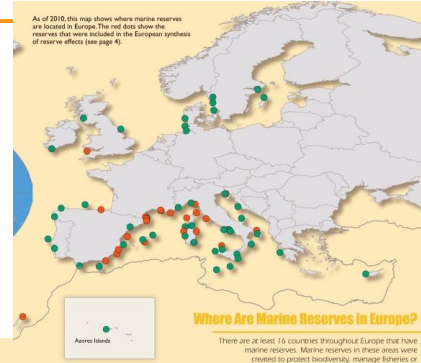 As of 2010, this map shows where marine reserves
are located in Europe. The red dots show the
reserves that were included in the European synthesis
of reserve effects (see page 4).
Azores Islands
Where Are Marine Reserves in Europe?
There are at least 16 countries throughout Europe that have
marine reserves. Marine reserves in these areas were
created to protect biodiversity, manage fisheries or